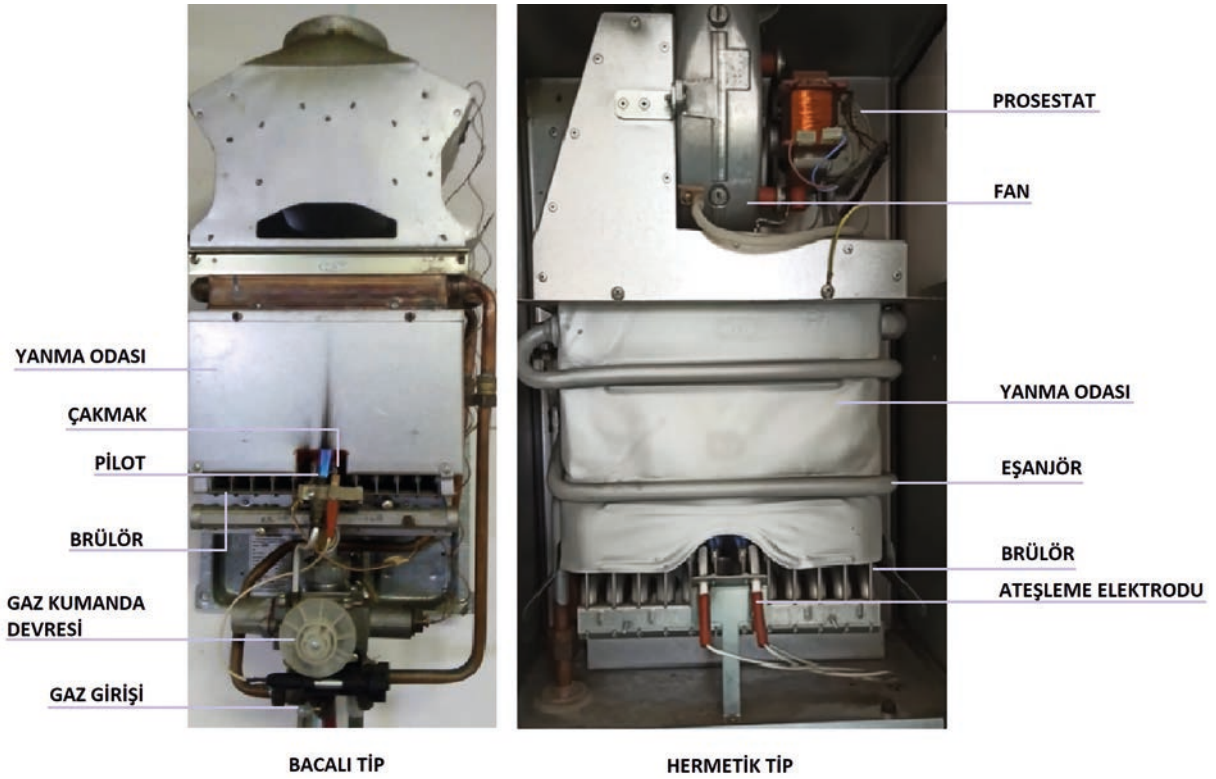 YANMA ODASI
ÇAKMAK
PİLOT
BRÜLÖR
GAZ KUMANDA
DEVRESİ
GAZ GİRİŞİ
BACALI TİP
PROSESTAT
FAN
YANMA ODASI
EŞANJÖR
BRÜLÖR
ATEŞLEME ELEKTRODU
HERMETİK TİP